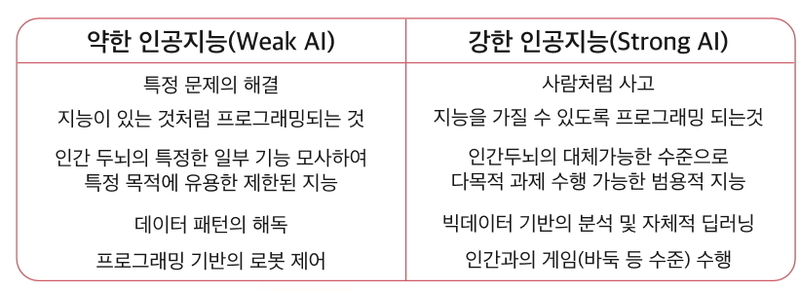 약한 인공지능(Weak AI)
강한 인공지능(Strong AI)
특정 문제의 해결
사람처럼 사고
지능이 있는 것처럼 프로그래밍되는 것
지능을 가질 수 있도록 프로그래밍 되는것
인간 두뇌의 특정한 일부 기능 모사하여
특정 목적에 유용한 제한된 지능
인간두뇌의 대체가능한 수준으로
다목적 과제 수행 가능한 범용적 지능
데이터 패턴의 해독
빅데이터 기반의 분석 및 자체적 딥러닝
프로그래밍 기반의 로봇 제어
인간과의 게임(바둑 등 수준) 수행